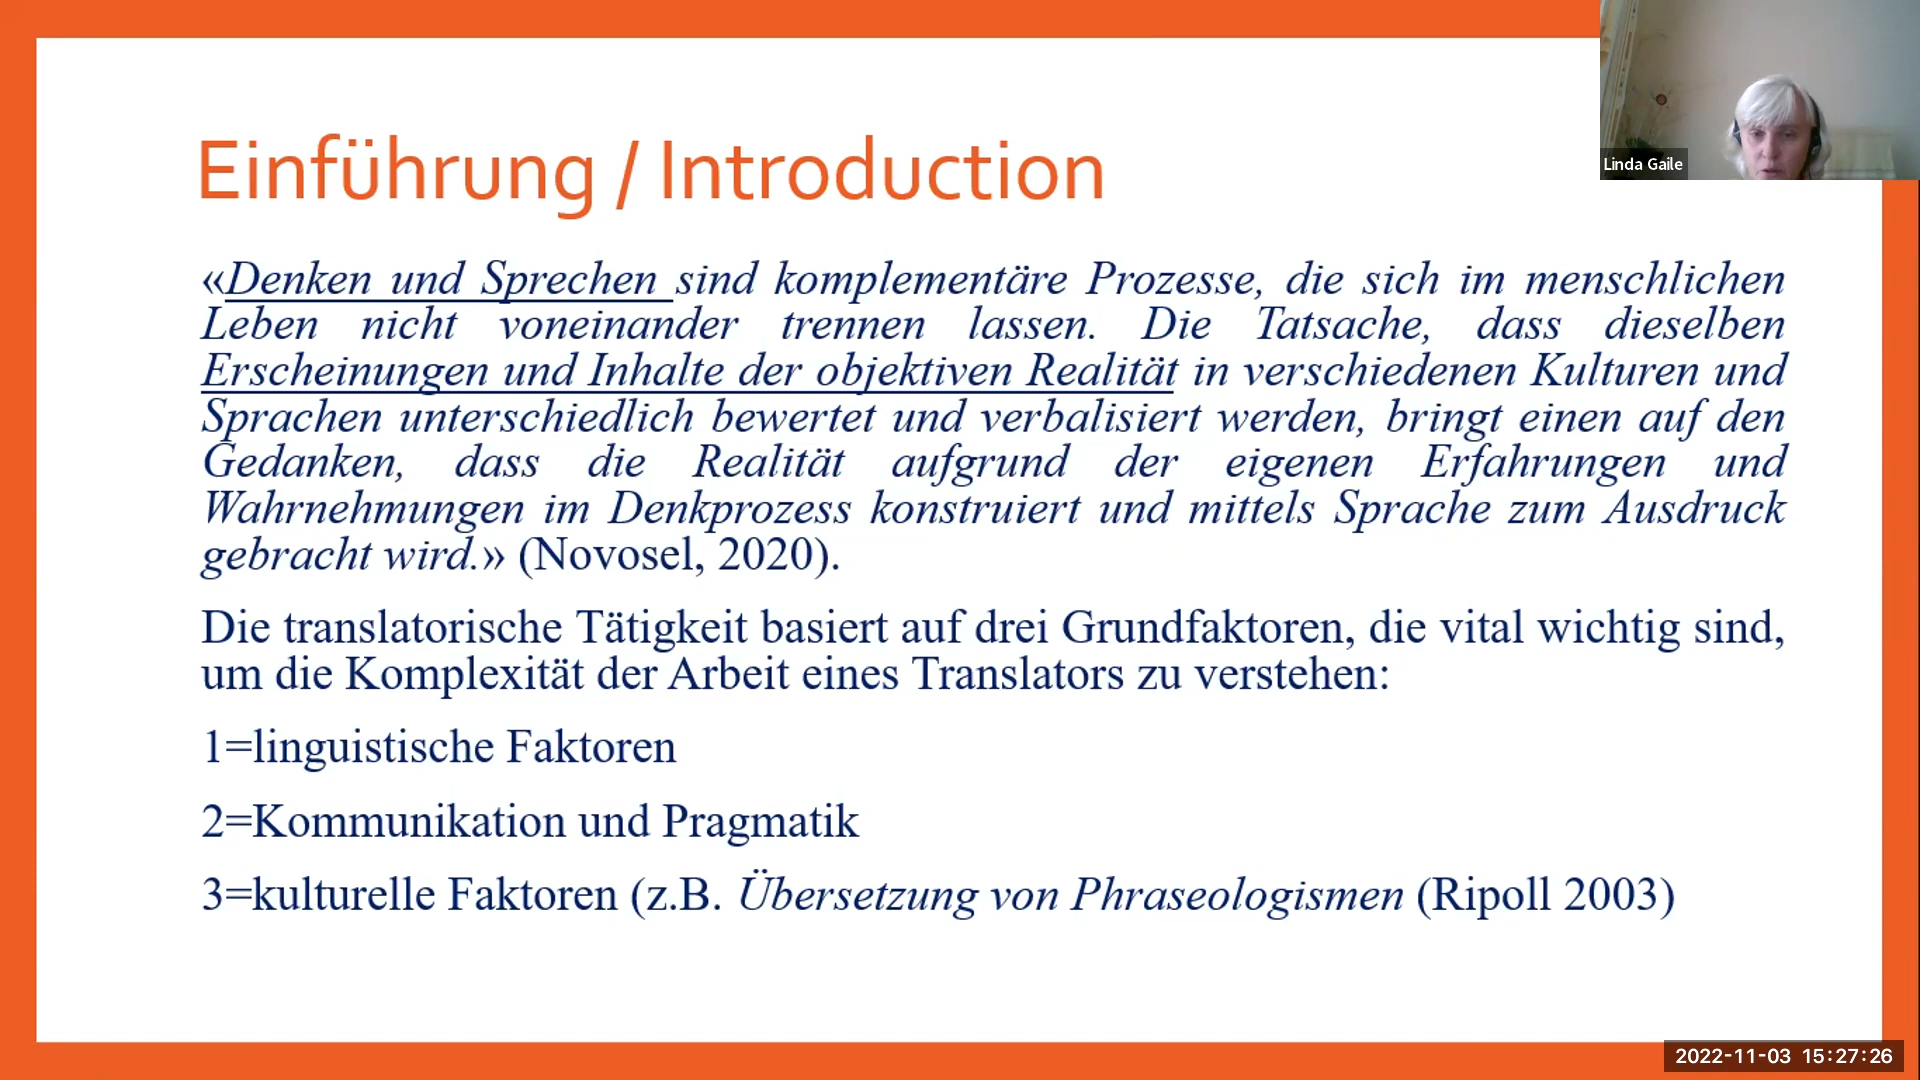 Einführung / Introduction
Linda Gaile
«Denken und Sprechen sind komplementäre Prozesse, die sich im menschlichen
Leben nicht voneinander trennen lassen. Die Tatsache, dass dieselben
Erscheinungen und Inhalte der objektiven Realität in verschiedenen Kulturen und
Sprachen unterschiedlich bewertet und verbalisiert werden, bringt einen auf den
Gedanken, dass die Realität aufgrund der eigenen Erfahrungen und
Wahrnehmungen im Denkprozess konstruiert und mittels Sprache zum Ausdruck
gebracht wird.» (Novosel, 2020).
Die translatorische Tätigkeit basiert auf drei Grundfaktoren, die vital wichtig sind,
um die Komplexität der Arbeit eines Translators zu verstehen:
1=linguistische Faktoren
2=Kommunikation und Pragmatik
3=kulturelle Faktoren (z.B. Übersetzung von Phraseologismen (Ripoll 2003)
2022-11-03 15:27:26